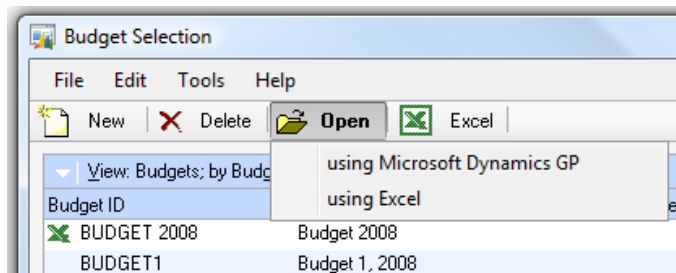 Budget Selection
File Edit Tools Help
New Delete Open Excel
using Microsoft Dynamics GP
using Excel
View: Budgets; by
Budget ID
BUDGET 2008 Budget 2008
BUDGET1 Budget 1, 2008